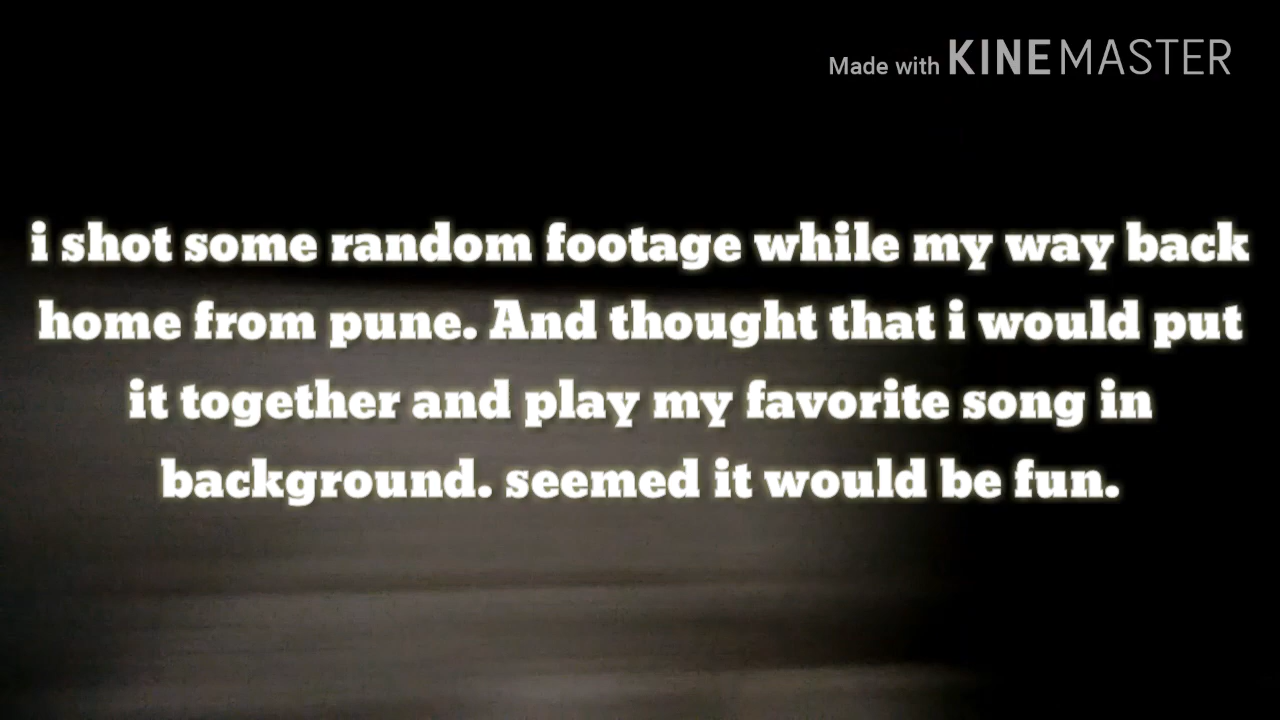 Made with KINEMASTER
i shot some random footage while my way back
home from pune. And thought that i would put
it together and play my favorite song in
background. seemed it would be fun.